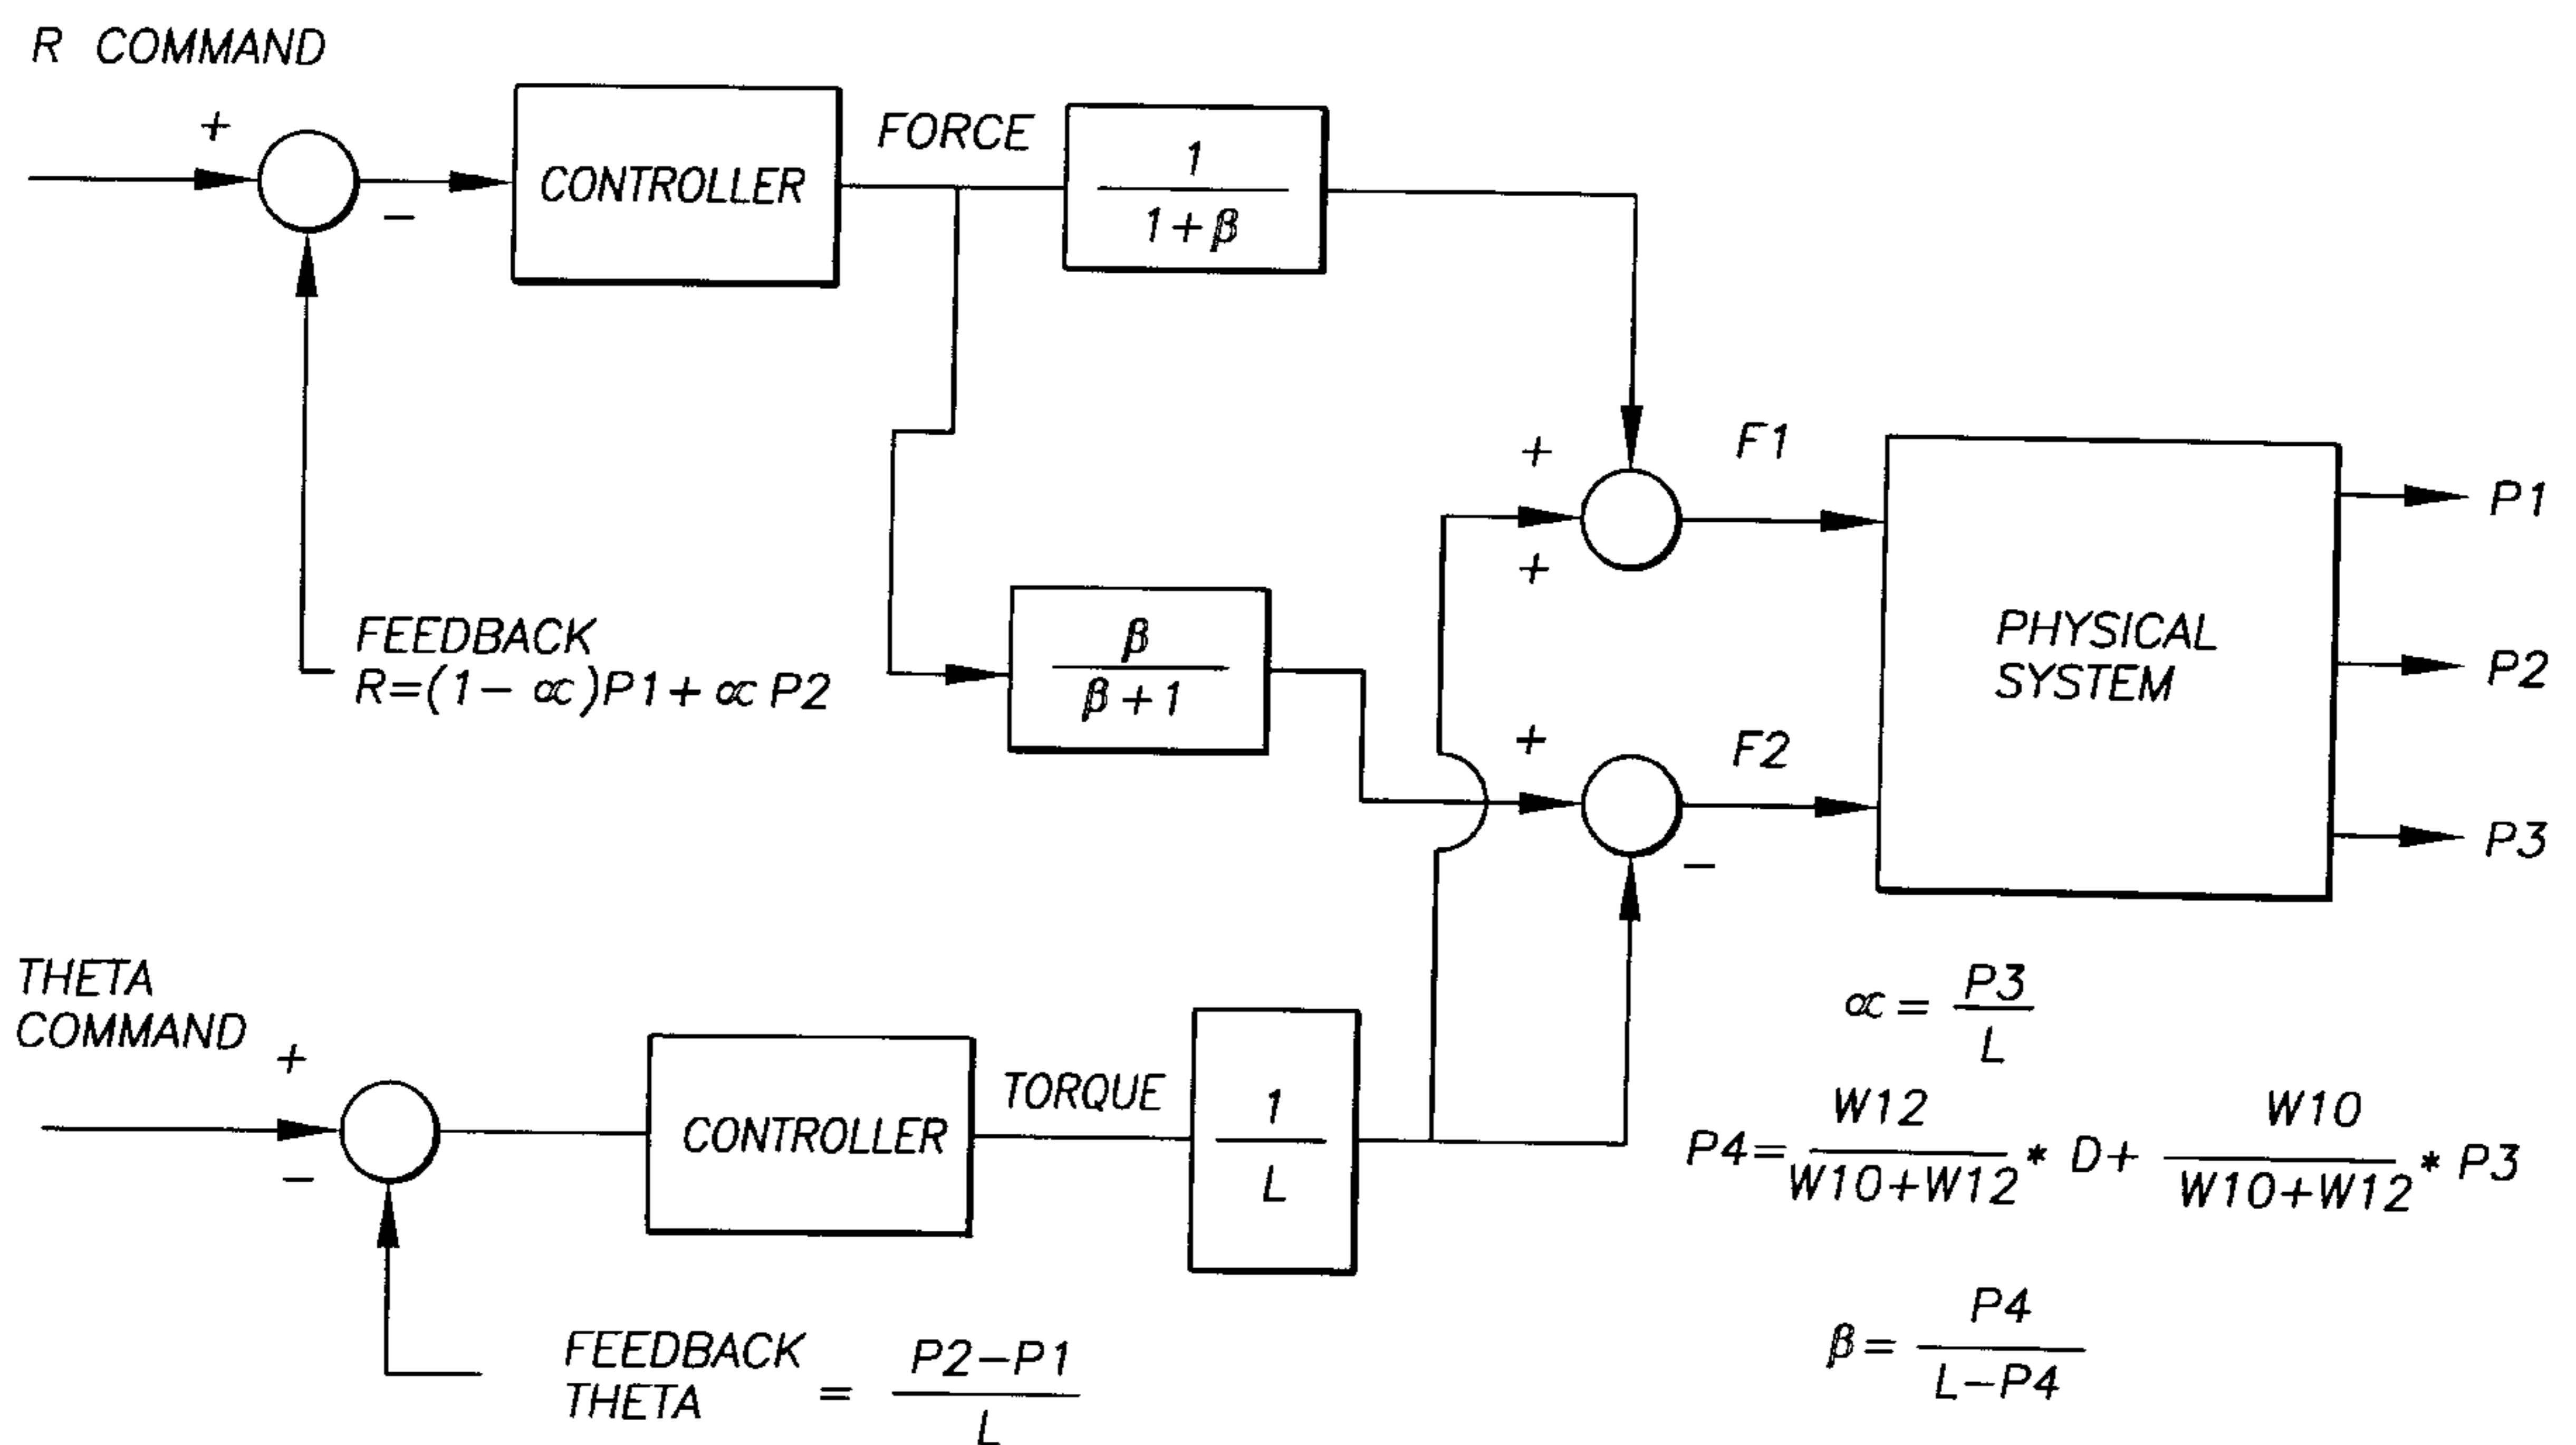 R COMMAND
+
−
CONTROLLER
FORCE
1
1+β
FEEDBACK
R=(1-∝)P1+∝P2
β
β+1
+
+
F1
+
−
F2
PHYSICAL
SYSTEM
P1
P2
P3
THETA
COMMAND
+
−
CONTROLLER
TORQUE
1
L
FEEDBACK
THETA = P2-P1
L
∝= P3
L
P4= W12 * D+ W10 * P3
W10+W12 W10+W12
β= P4
L-P4